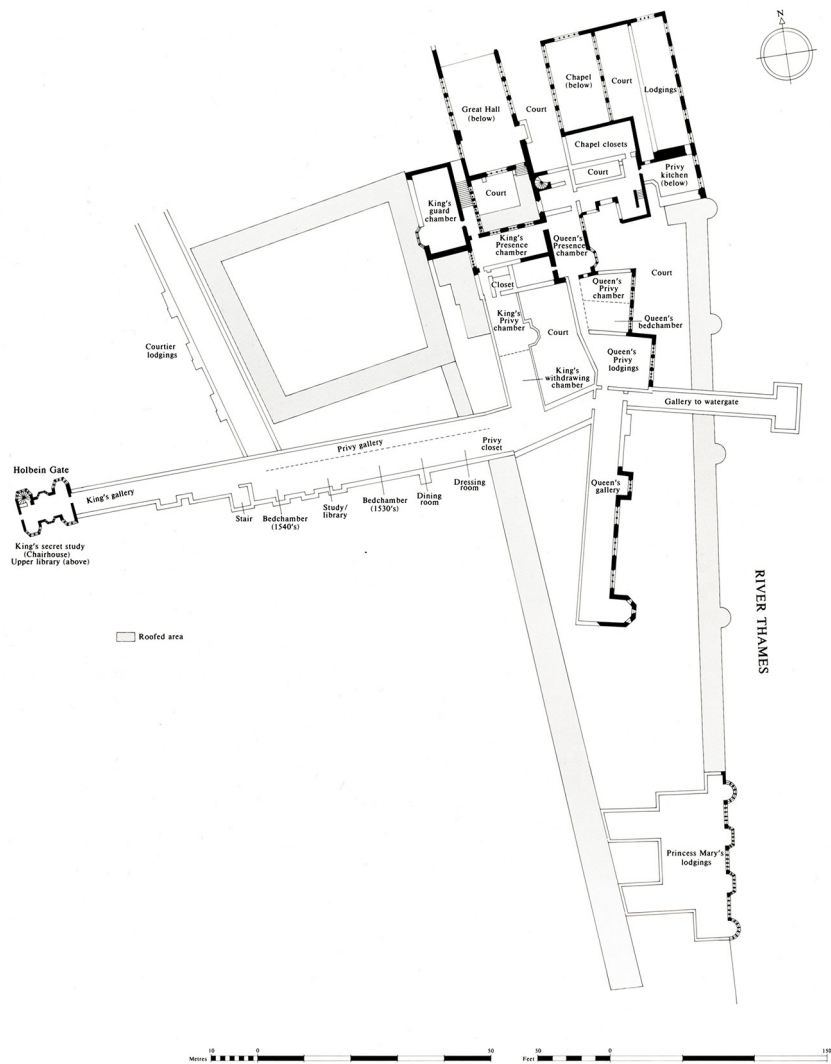 N
Chapel
(below)
Court
Lodgings
Great Hall
(below)
Court
Chapel closets
Privy
kitchen
(below)
Court
Court
King's
guard
chamber
King's
Presence
chamber
Queen's
Presence
chamber
Court
Closet
Queen's
Privy
chamber
King's
Privy
chamber
Court
Queen's
bedchamber
Courtier
lodgings
Queen's
Privy
lodgings
King's
withdrawing
chamber
Gallery to watergate
Privy gallery
Privy
closet
Holbein Gate
King's gallery
Queen's
gallery
Stair
Bedchamber
(1540's)
Study/
library
Bedchamber
(1530's)
Dining
room
Dressing
room
King's secret study
(Chairhouse)
Upper library (above)
RIVER THAMES
Roofed area
Princess Mary's
lodgings
Metres 10 0 50
Feet 50 0 150